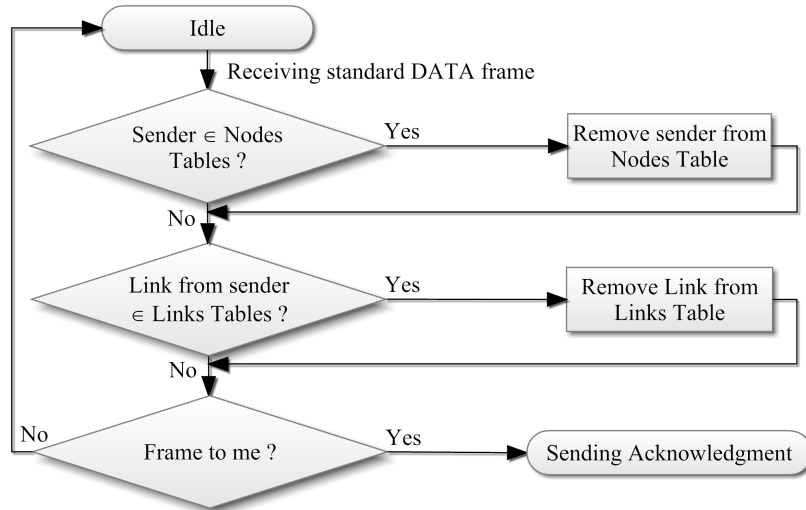 Idle
Receiving standard DATA frame
Sender ∈ Nodes
Tables ?
Yes
Remove sender from
Nodes Table
No
Link from sender
∈ Links Tables ?
Yes
Remove Link from
Links Table
No
Frame to me ?
No
Yes
Sending Acknowledgment